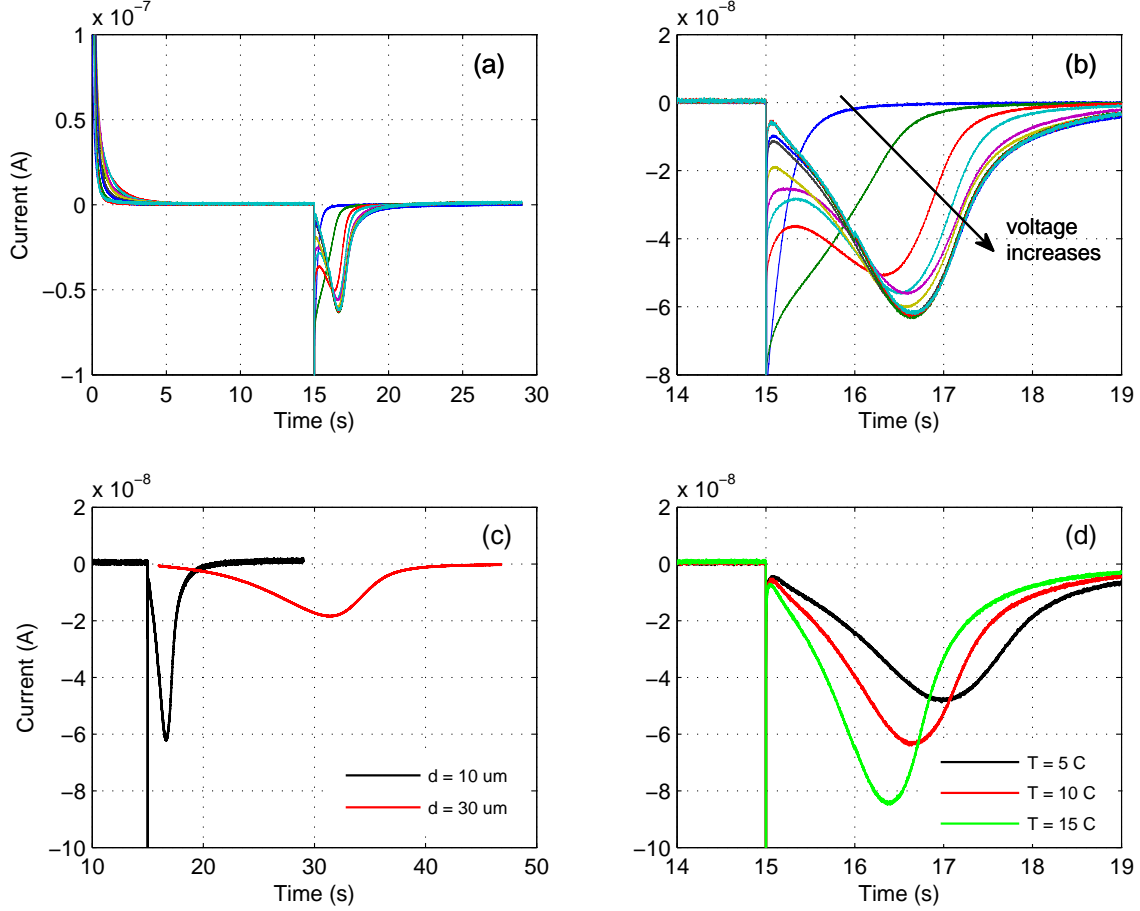 x 10⁻⁷
1
0.5
0
−0.5
−1
0 5 10 15 20 25 30
Time (s)
Current (A)
(a)
x 10⁻⁸
2
0
−2
−4
−6
−8
14 15 16 17 18 19
Time (s)
(b)
voltage
increases
x 10⁻⁸
2
0
−2
−4
−6
−8
−10
10 20 30 40 50
Time (s)
Current (A)
(c)
d = 10 um
d = 30 um
x 10⁻⁸
2
0
−2
−4
−6
−8
−10
14 15 16 17 18 19
Time (s)
(d)
T = 5 C
T = 10 C
T = 15 C